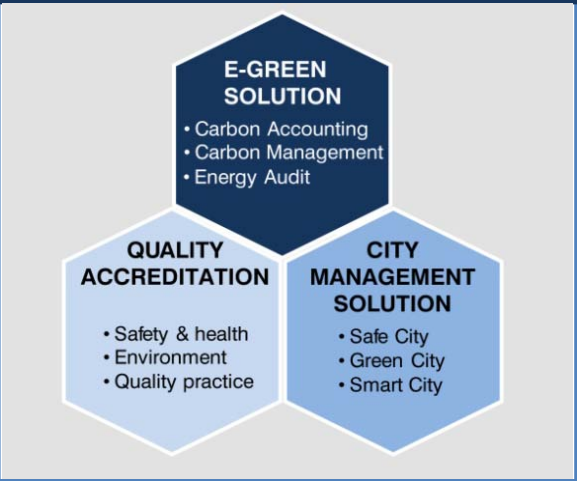 E-GREEN
SOLUTION
• Carbon Accounting
• Carbon Management
• Energy Audit
QUALITY
ACCREDITATION
• Safety & health
• Environment
• Quality practice
CITY
MANAGEMENT
SOLUTION
• Safe City
• Green City
• Smart City